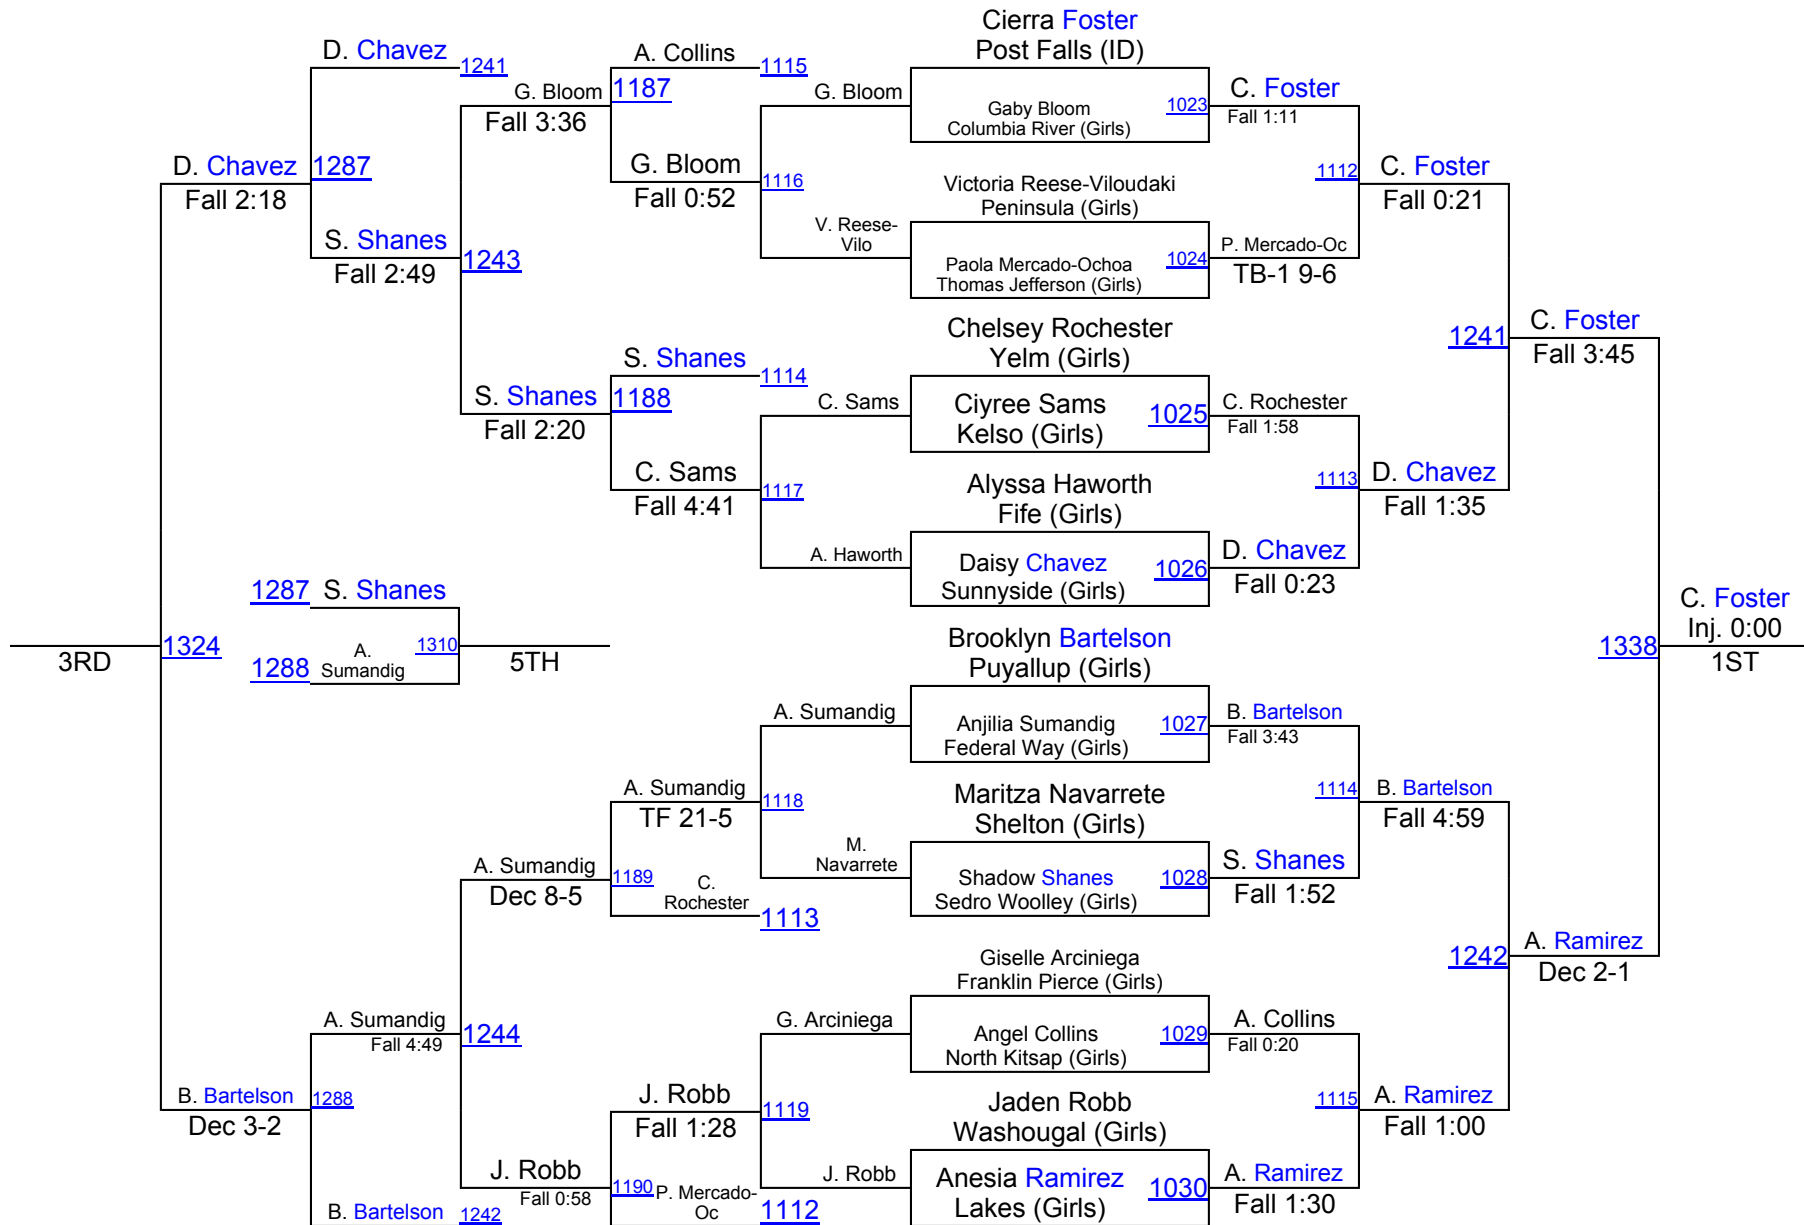 Cierra Foster
Post Falls (ID)
D. Chavez
1241
A. Collins
1115
G. Bloom
1187
Fall 3:36
G. Bloom
Gaby Bloom
Columbia River (Girls)
1023
C. Foster
Fall 1:11
D. Chavez
1287
Fall 2:18
G. Bloom
Fall 0:52
1116
Victoria Reese-Viloudaki
Peninsula (Girls)
1112
C. Foster
Fall 0:21
S. Shanes
Fall 2:49
1243
V. Reese-
Vilo
Paola Mercado-Ochoa
Thomas Jefferson (Girls)
1024
P. Mercado-Oc
TB-1 9-6
Chelsey Rochester
Yelm (Girls)
1241
C. Foster
Fall 3:45
S. Shanes
1114
S. Shanes
1188
Fall 2:20
C. Sams
Ciyree Sams
Kelso (Girls)
1025
C. Rochester
Fall 1:58
C. Sams
Fall 4:41
1117
Alyssa Haworth
Fife (Girls)
1113
D. Chavez
Fall 1:35
A. Haworth
Daisy Chavez
Sunnyside (Girls)
1026
D. Chavez
Fall 0:23
1287
S. Shanes
3RD
1324
1288
A.
Sumandig
1310
5TH
Brooklyn Bartelson
Puyallup (Girls)
1338
C. Foster
Inj. 0:00
1ST
A. Sumandig
Anjilia Sumandig
Federal Way (Girls)
1027
B. Bartelson
Fall 3:43
A. Sumandig
TF 21-5
1118
Maritza Navarrete
Shelton (Girls)
1114
B. Bartelson
Fall 4:59
A. Sumandig
Dec 8-5
1189
C.
Rochester
1113
M.
Navarrete
Shadow Shanes
Sedro Woolley (Girls)
1028
S. Shanes
Fall 1:52
Giselle Arciniega
Franklin Pierce (Girls)
1242
A. Ramirez
Dec 2-1
A. Sumandig
Fall 4:49
1244
G. Arciniega
Angel Collins
North Kitsap (Girls)
1029
A. Collins
Fall 0:20
B. Bartelson
Dec 3-2
1288
J. Robb
Fall 1:28
1119
Jaden Robb
Washougal (Girls)
1115
A. Ramirez
Fall 1:00
J. Robb
Fall 0:58
1190
P. Mercado-
Oc
1112
J. Robb
Anesia Ramirez
Lakes (Girls)
1030
A. Ramirez
Fall 1:30
B. Bartelson
1242